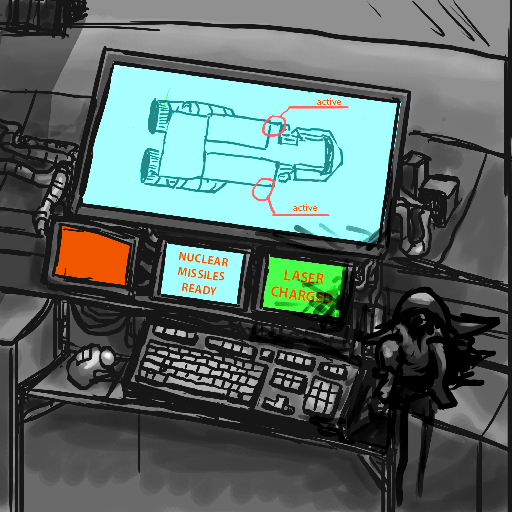 active
active
NUCLEAR
MISSILES
READY
LASER
CHARGED